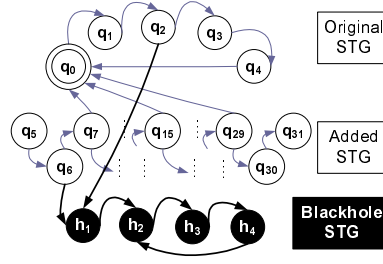 q1
q2
q3
Original
STG
q0
q4
q5
q7
q15
q29
q31
Added
STG
q6
q30
h1
h2
h3
h4
Blackhole
STG